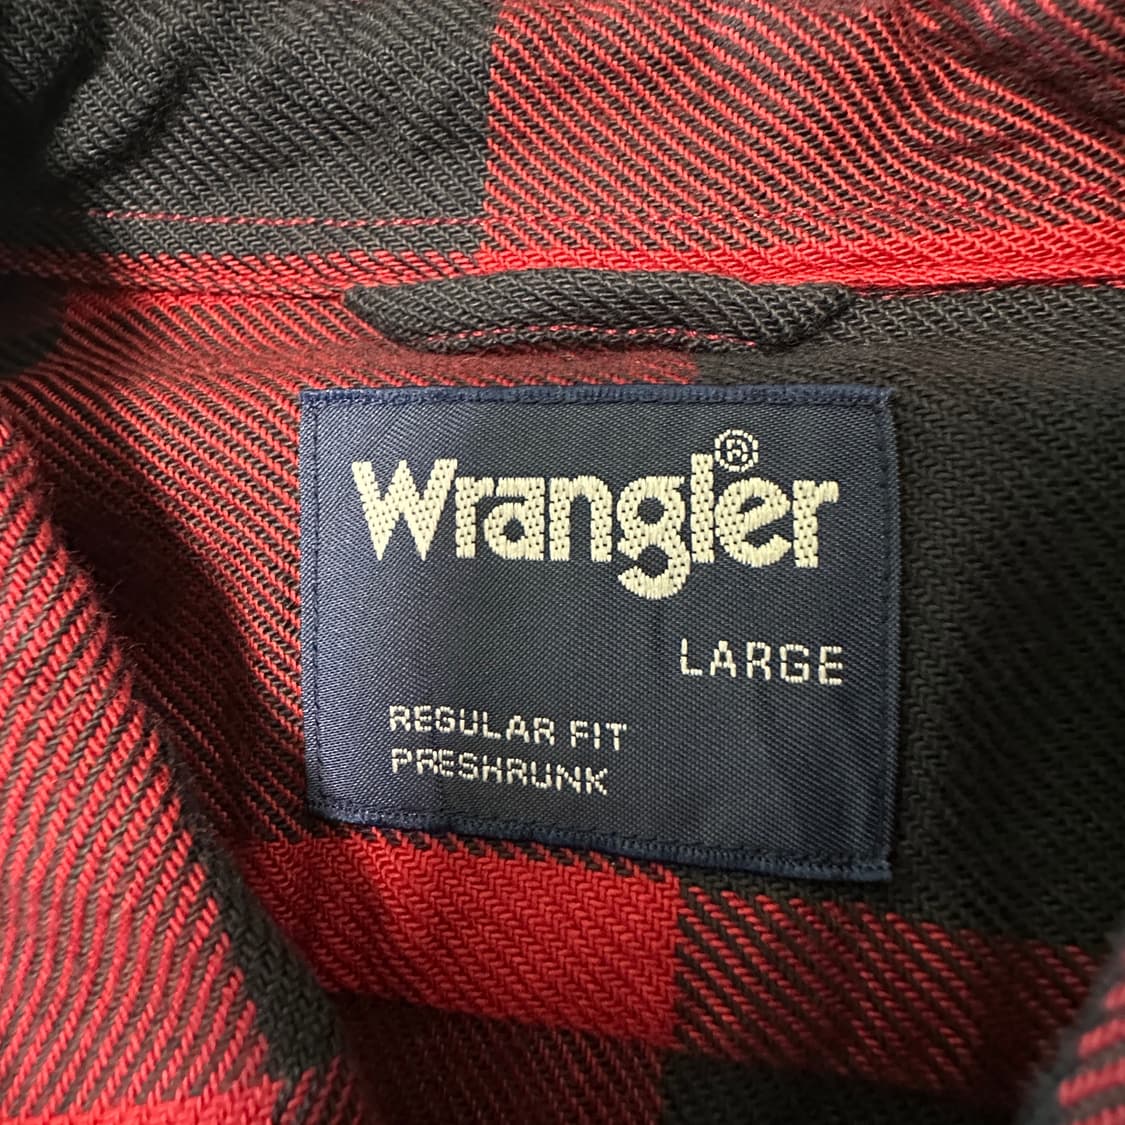 Wrangler®
LARGE
REGULAR FIT
PRESHRUNK